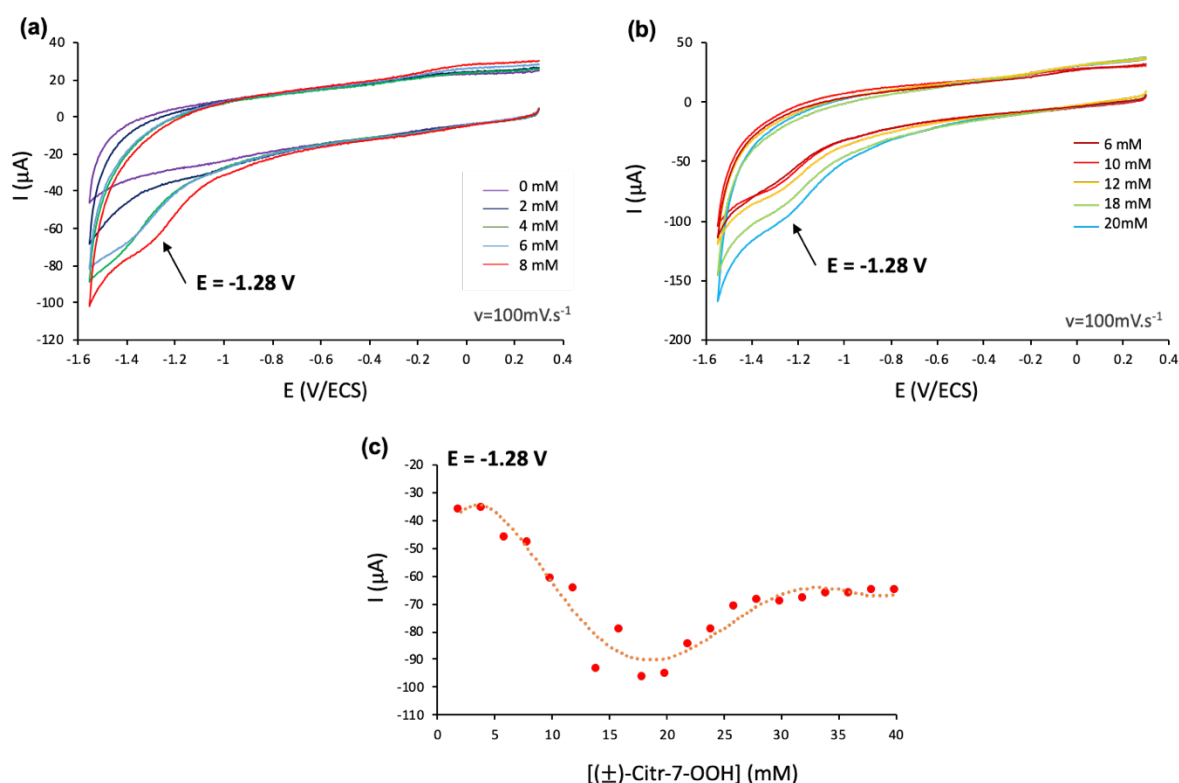 (a)
40
20
0
-20
-40
-60
-80
-100
-120
I (µA)
-1.6 -1.4 -1.2 -1 -0.8 -0.6 -0.4 -0.2 0 0.2 0.4
E (V/ECS)
0 mM
2 mM
4 mM
6 mM
8 mM
E = -1.28 V
v=100mV.s-1
(b)
50
0
-50
-100
-150
-200
I (µA)
-1.6 -1.4 -1.2 -1 -0.8 -0.6 -0.4 -0.2 0 0.2 0.4
E (V/ECS)
6 mM
10 mM
12 mM
18 mM
20mM
E = -1.28 V
v=100mV.s-1
(c)
E = -1.28 V
-20
-30
-40
-50
-60
-70
-80
-90
-100
-110
I (µA)
0 5 10 15 20 25 30 35 40
[(±)-Citr-7-OOH] (mM)